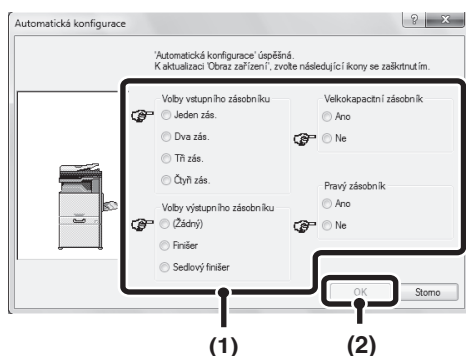 Automatická konfigurace
'Automatická konfigurace' úspěšná.
K aktualizaci 'Obraz zařízení', zvolte následující ikony se zaškrtnutím.
Volby vstupního zásobníku
Jeden zás.
Dva zás.
Tři zás.
Čtyři zás.
Velkokapacitní zásobník
Ano
Ne
Volby výstupního zásobníku
(Žádný)
Finišer
Sedlový finišer
Pravý zásobník
Ano
Ne
OK
Storno
(1)
(2)